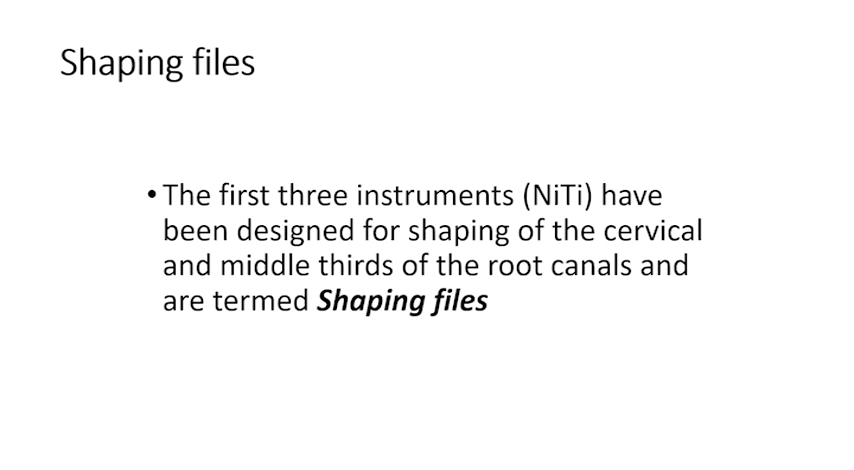 Shaping files
• The first three instruments (NiTi) have
been designed for shaping of the cervical
and middle thirds of the root canals and
are termed Shaping files